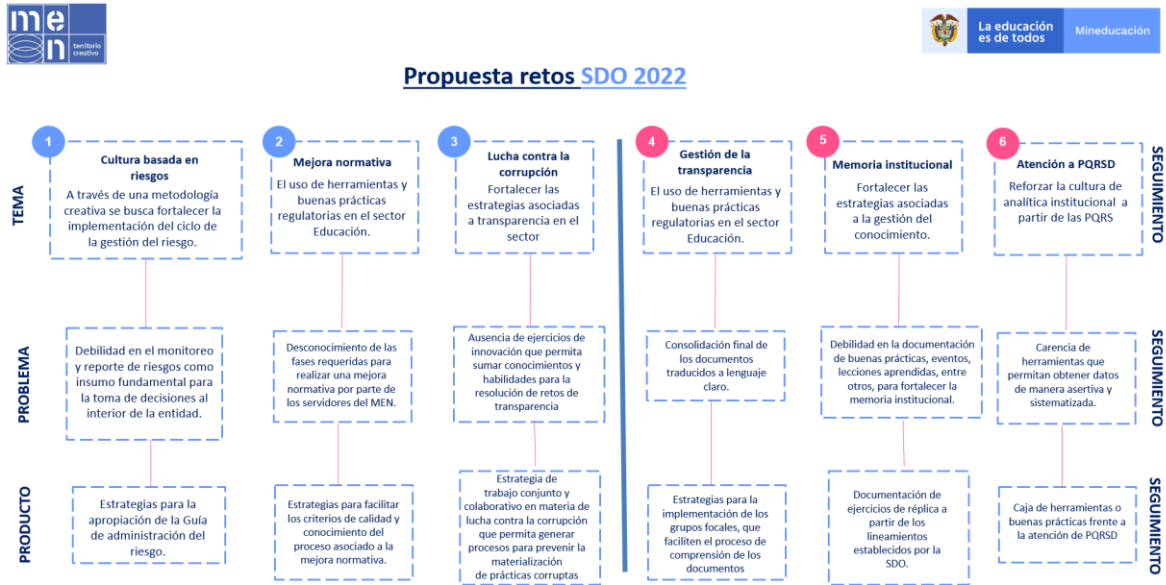 men
territorio
creativo
La educación
es de todos
Mineducación
Propuesta retos SDO 2022
TEMA
1
Cultura basada en
riesgos
A través de una metodología
creativa se busca fortalecer la
implementación del ciclo de
la gestión del riesgo.
2
Mejora normativa
El uso de herramientas y
buenas prácticas
regulatorias en el sector
Educación.
3
Lucha contra la
corrupción
Fortalecer las
estrategias asociadas
a transparencia en el
sector
4
Gestión de la
transparencia
El uso de herramientas y
buenas prácticas
regulatorias en el sector
Educación.
5
Memoria institucional
Fortalecer las
estrategias asociadas
a la gestión del
conocimiento.
6
Atención a PQRSD
Reforzar la cultura de
analítica institucional a
partir de las PQRS
SEGUIMIENTO
PROBLEMA
Debilidad en el monitoreo
y reporte de riesgos como
insumo fundamental para
la toma de decisiones al
interior de la entidad.
Desconocimiento de las
fases requeridas para
realizar una mejora
normativa por parte de
los servidores del MEN.
Ausencia de ejercicios de
innovación que permita
sumar conocimientos y
habilidades para la
resolución de retos de
transparencia
Consolidación final de
los documentos
traducidos a lenguaje
claro.
Debilidad en la documentación
de buenas prácticas, eventos,
lecciones aprendidas, entre
otros, para fortalecer la
memoria institucional.
Carencia de
herramientas que
permitan obtener datos
de manera asertiva y
sistematizada.
SEGUIMIENTO
PRODUCTO
Estrategias para la
apropiación de la Guía
de administración del
riesgo.
Estrategias para facilitar
los criterios de calidad y
conocimiento del
proceso asociado a la
mejora normativa.
Estrategia de
trabajo conjunto y
colaborativo en materia de
lucha contra la corrupción
que permita generar
procesos para prevenir la
materialización
de prácticas corruptas
Estrategias para la
implementación de los
grupos focales, que
faciliten el proceso de
comprensión de los
documentos
Documentación de
ejercicios de réplica a
partir de los
lineamientos
establecidos por la
SDO.
Caja de herramientas o
buenas prácticas frente a
la atención de PQRSD
SEGUIMIENTO